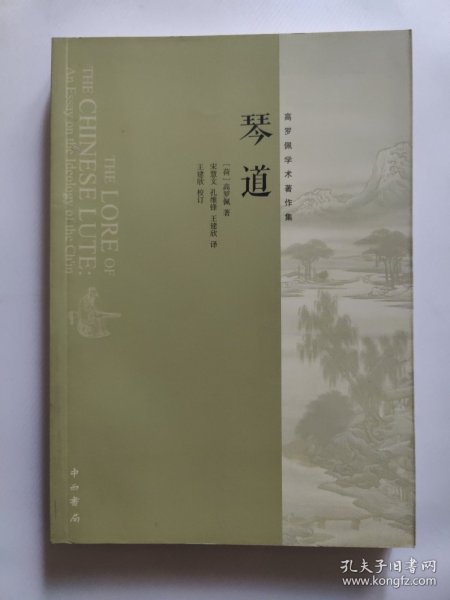 高罗佩学术著作集
琴道
[荷]高罗佩 著
宋慧文 孔维锋 王建欣 译
王建欣 校订
THE LORE OF
THE CHINESE LUTE:
An Essay on the Ideology of the Ch'in
中西書局
孔夫子旧书网
www.kongfz.com